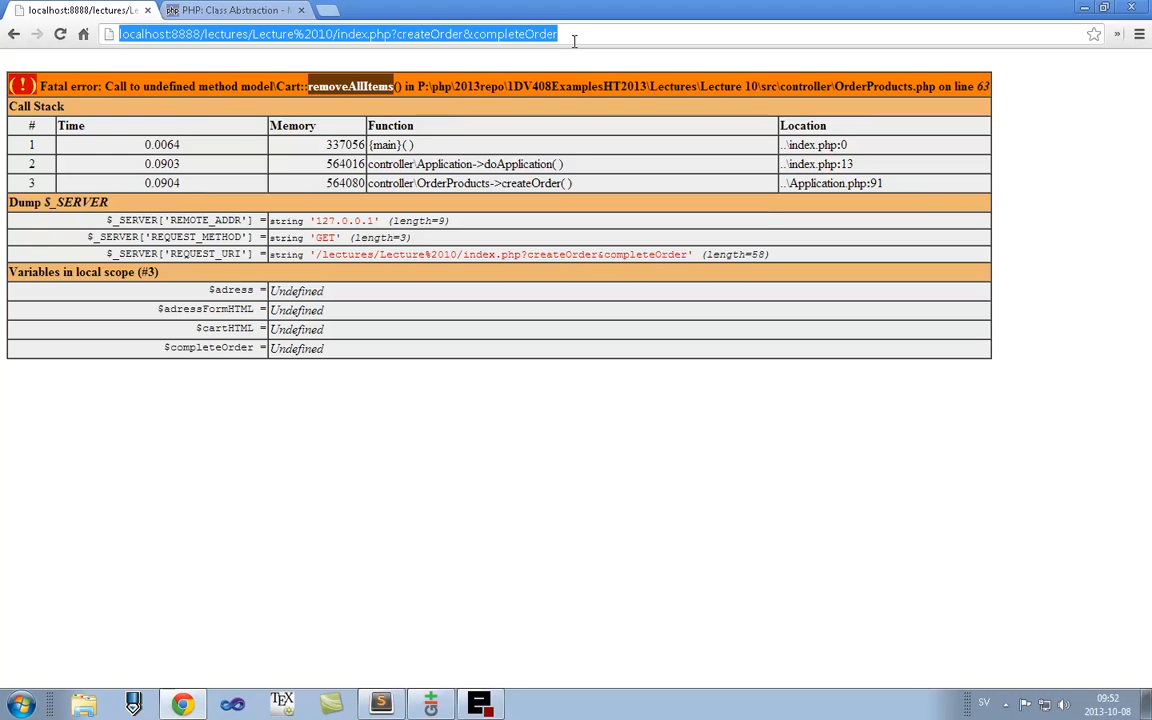 localhost:8888/lectures/Le
PHP: Class Abstraction - M
localhost:8888/lectures/Lecture%2010/index.php?createOrder&completeOrder
( ! ) Fatal error: Call to undefined method model\Cart::removeAllItems() in P:\php\2013repo\1DV408ExamplesHT2013\Lectures\Lecture 10\src\controller\OrderProducts.php on line 63
Call Stack
# Time Memory Function Location
1 0.0064 337056 {main}( ) ..\index.php:0
2 0.0903 564016 controller\Application->doApplication( ) ..\index.php:13
3 0.0904 564080 controller\OrderProducts->createOrder( ) ..\Application.php:91
Dump $_SERVER
$_SERVER['REMOTE_ADDR'] = string '127.0.0.1' (length=9)
$_SERVER['REQUEST_METHOD'] = string 'GET' (length=3)
$_SERVER['REQUEST_URI'] = string '/lectures/Lecture%2010/index.php?createOrder&completeOrder' (length=58)
Variables in local scope (#3)
$adress = Undefined
$adressFormHTML = Undefined
$cartHTML = Undefined
$completeOrder = Undefined
TEX
SV
09:52
2013-10-08